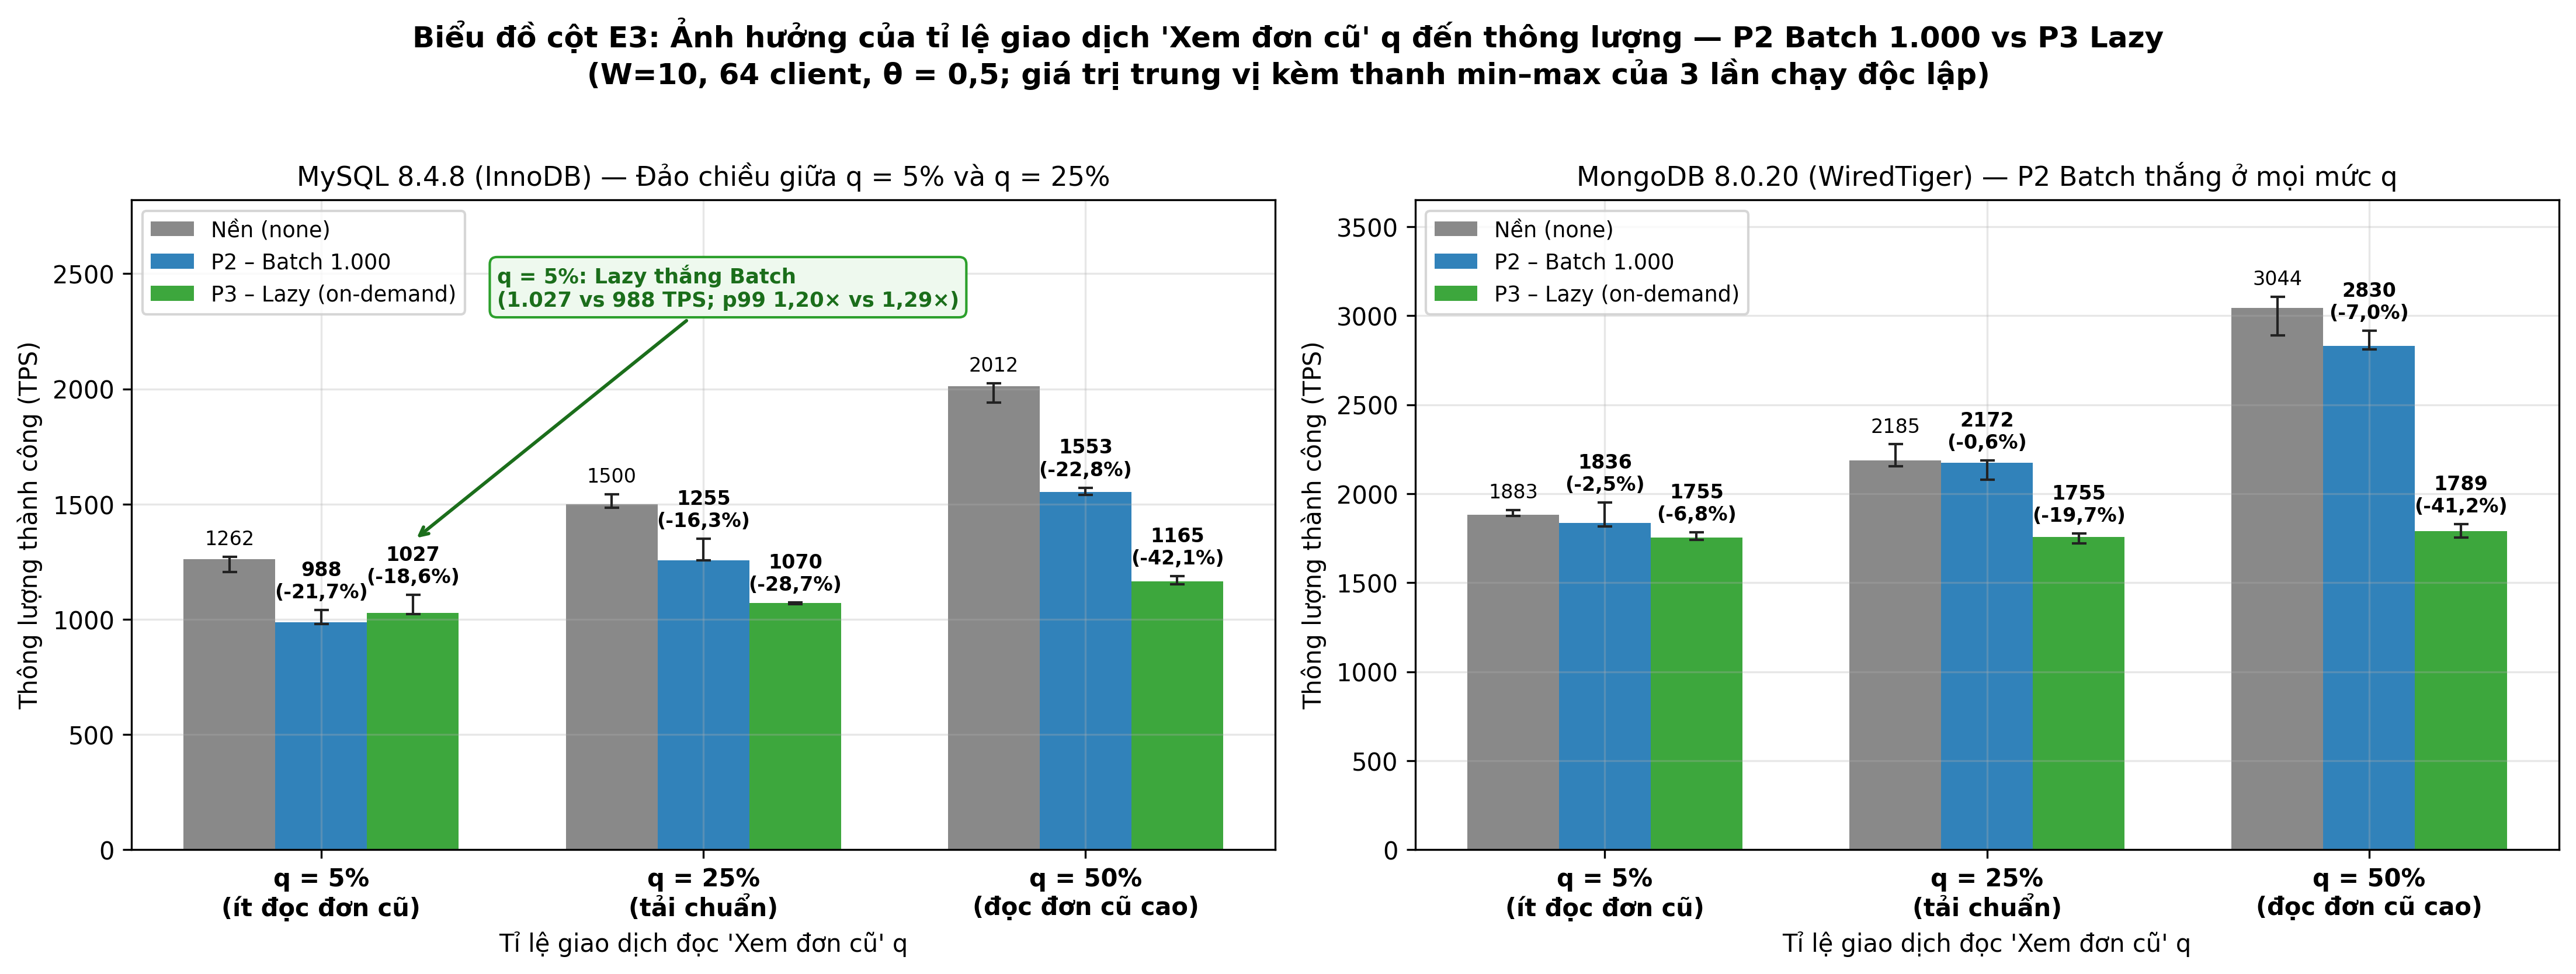 Biểu đồ cột E3: Ảnh hưởng của tỉ lệ giao dịch 'Xem đơn cũ' q đến thông lượng — P2 Batch 1.000 vs P3 Lazy
(W=10, 64 client, θ = 0,5; giá trị trung vị kèm thanh min–max của 3 lần chạy độc lập)
MySQL 8.4.8 (InnoDB) — Đảo chiều giữa q = 5% và q = 25%
Thông lượng thành công (TPS)
2500
2000
1500
1000
500
0
Nền (none)
P2 – Batch 1.000
P3 – Lazy (on-demand)
q = 5%: Lazy thắng Batch
(1.027 vs 988 TPS; p99 1,20× vs 1,29×)
1262
988
(-21,7%)
1027
(-18,6%)
1500
1255
(-16,3%)
1070
(-28,7%)
2012
1553
(-22,8%)
1165
(-42,1%)
q = 5%
(ít đọc đơn cũ)
q = 25%
(tải chuẩn)
q = 50%
(đọc đơn cũ cao)
Tỉ lệ giao dịch đọc 'Xem đơn cũ' q
MongoDB 8.0.20 (WiredTiger) — P2 Batch thắng ở mọi mức q
Thông lượng thành công (TPS)
3500
3000
2500
2000
1500
1000
500
0
Nền (none)
P2 – Batch 1.000
P3 – Lazy (on-demand)
1883
1836
(-2,5%)
1755
(-6,8%)
2185
2172
(-0,6%)
1755
(-19,7%)
3044
2830
(-7,0%)
1789
(-41,2%)
q = 5%
(ít đọc đơn cũ)
q = 25%
(tải chuẩn)
q = 50%
(đọc đơn cũ cao)
Tỉ lệ giao dịch đọc 'Xem đơn cũ' q